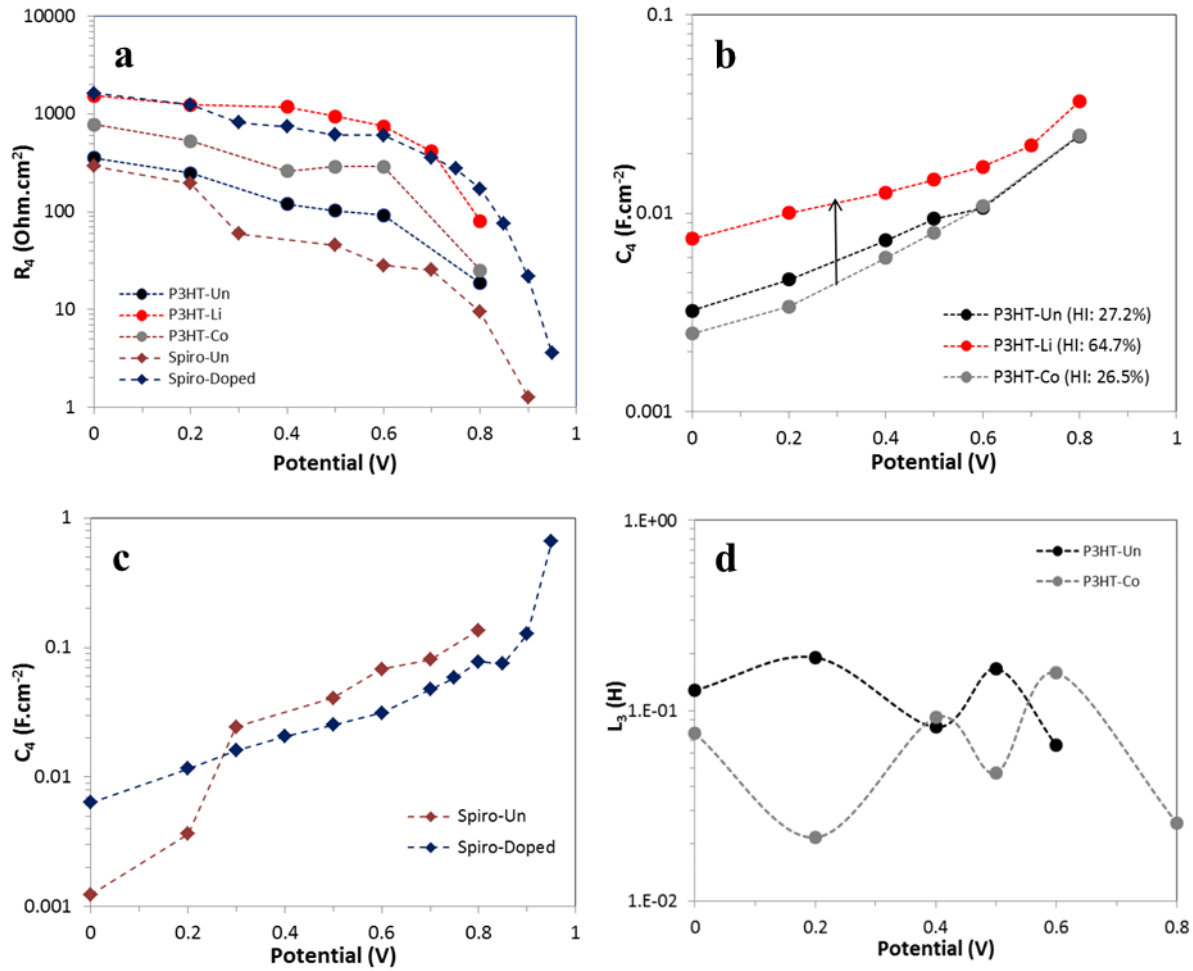 a
10000
1000
100
10
1
R4 (Ohm.cm²)
P3HT-Un
P3HT-Li
P3HT-Co
Spiro-Un
Spiro-Doped
0 0.2 0.4 0.6 0.8 1
Potential (V)
b
0.1
0.01
0.001
C4 (F.cm⁻²)
P3HT-Un (HI: 27.2%)
P3HT-Li (HI: 64.7%)
P3HT-Co (HI: 26.5%)
0 0.2 0.4 0.6 0.8 1
Potential (V)
c
1
0.1
0.01
0.001
C4 (F.cm⁻²)
Spiro-Un
Spiro-Doped
0 0.2 0.4 0.6 0.8 1
Potential (V)
d
1.E+00
1.E-01
1.E-02
L3 (H)
P3HT-Un
P3HT-Co
0 0.2 0.4 0.6 0.8
Potential (V)